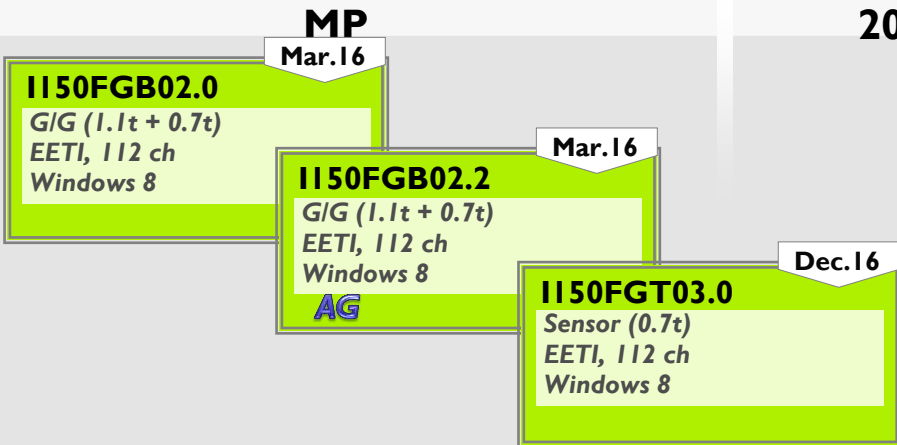 MP
20
Mar.16
I150FGB02.0
G/G (1.1t + 0.7t)
EETI, 112 ch
Windows 8
Mar.16
I150FGB02.2
G/G (1.1t + 0.7t)
EETI, 112 ch
Windows 8
AG
Dec.16
I150FGT03.0
Sensor (0.7t)
EETI, 112 ch
Windows 8